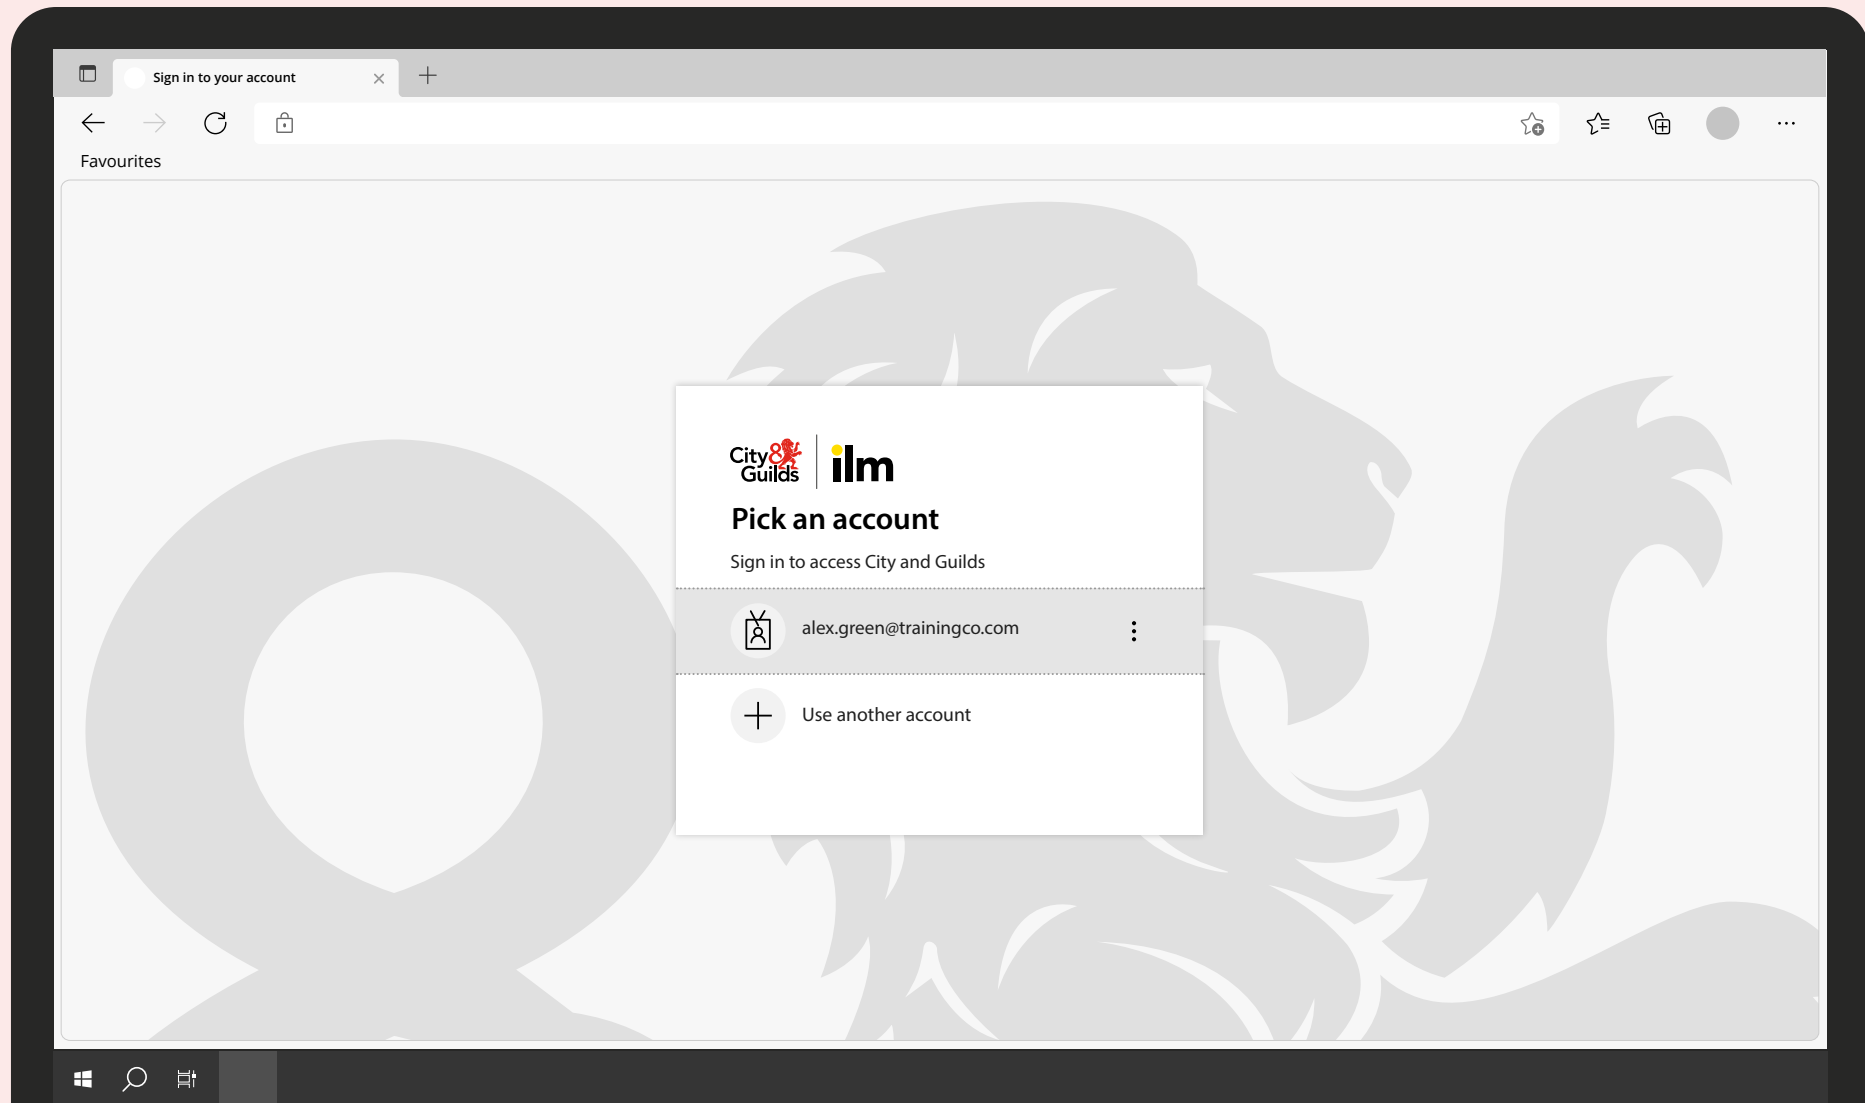 Sign in to your account
Favourites
City & Guilds
ilm
Pick an account
Sign in to access City and Guilds
alex.green@trainingco.com
Use another account